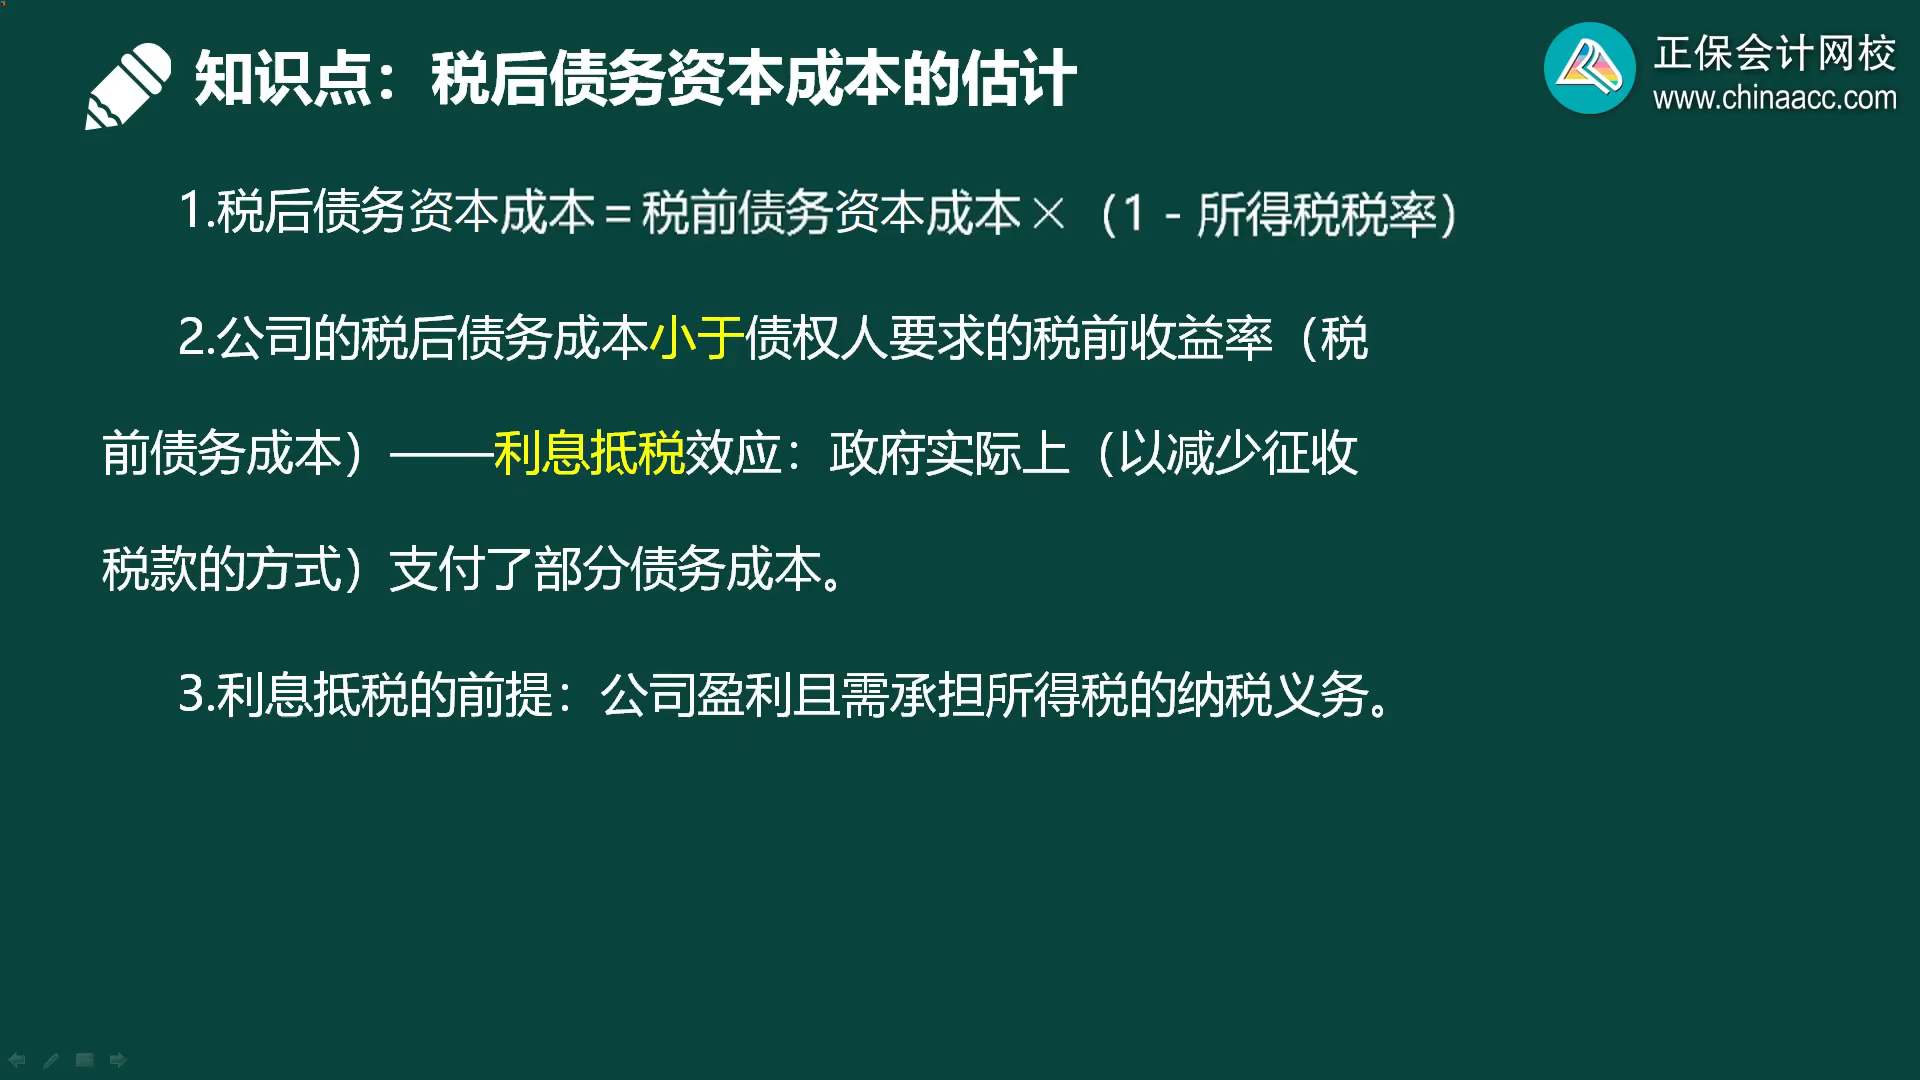 知识点：税后债务资本成本的估计
正保会计网校
www.chinaacc.com
1.税后债务资本成本＝税前债务资本成本×（1－所得税税率）
2.公司的税后债务成本小于债权人要求的税前收益率（税
前债务成本）——利息抵税效应：政府实际上（以减少征收
税款的方式）支付了部分债务成本。
3.利息抵税的前提：公司盈利且需承担所得税的纳税义务。